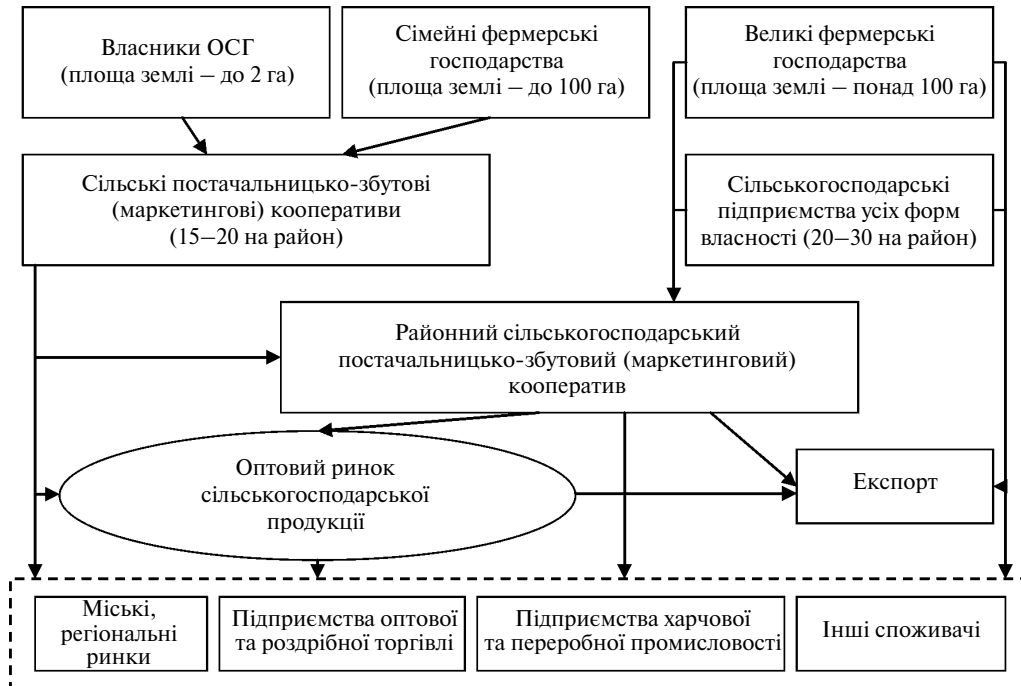 Власники ОСГ
(площа землі – до 2 га)
Сімейні фермерські
господарства
(площа землі – до 100 га)
Великі фермерські
господарства
(площа землі – понад 100 га)
Сільські постачальницько-збутові
(маркетингові) кооперативи
(15–20 на район)
Сільськогосподарські
підприємства усіх форм
власності (20–30 на район)
Районний сільськогосподарський
постачальницько-збутовий (маркетинговий)
кооператив
Оптовий ринок
сільськогосподарської
продукції
Експорт
Міські,
регіональні
ринки
Підприємства оптової
та роздрібної торгівлі
Підприємства харчової
та переробної промисловості
Інші споживачі